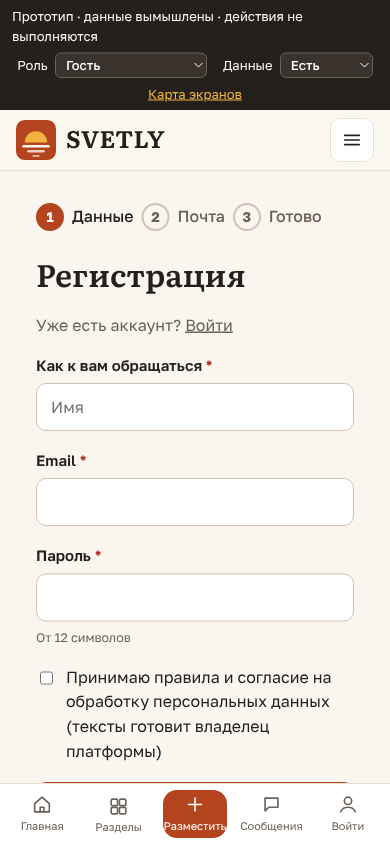 Прототип · данные вымышлены · действия не
выполняются
Роль Гость Данные Есть
Карта экранов
SVETLY
1 Данные 2 Почта 3 Готово
Регистрация
Уже есть аккаунт? Войти
Как к вам обращаться *
Имя
Email *
Пароль *
От 12 символов
Принимаю правила и согласие на
обработку персональных данных
(тексты готовит владелец
платформы)
Главная Разделы Разместить Сообщения Войти